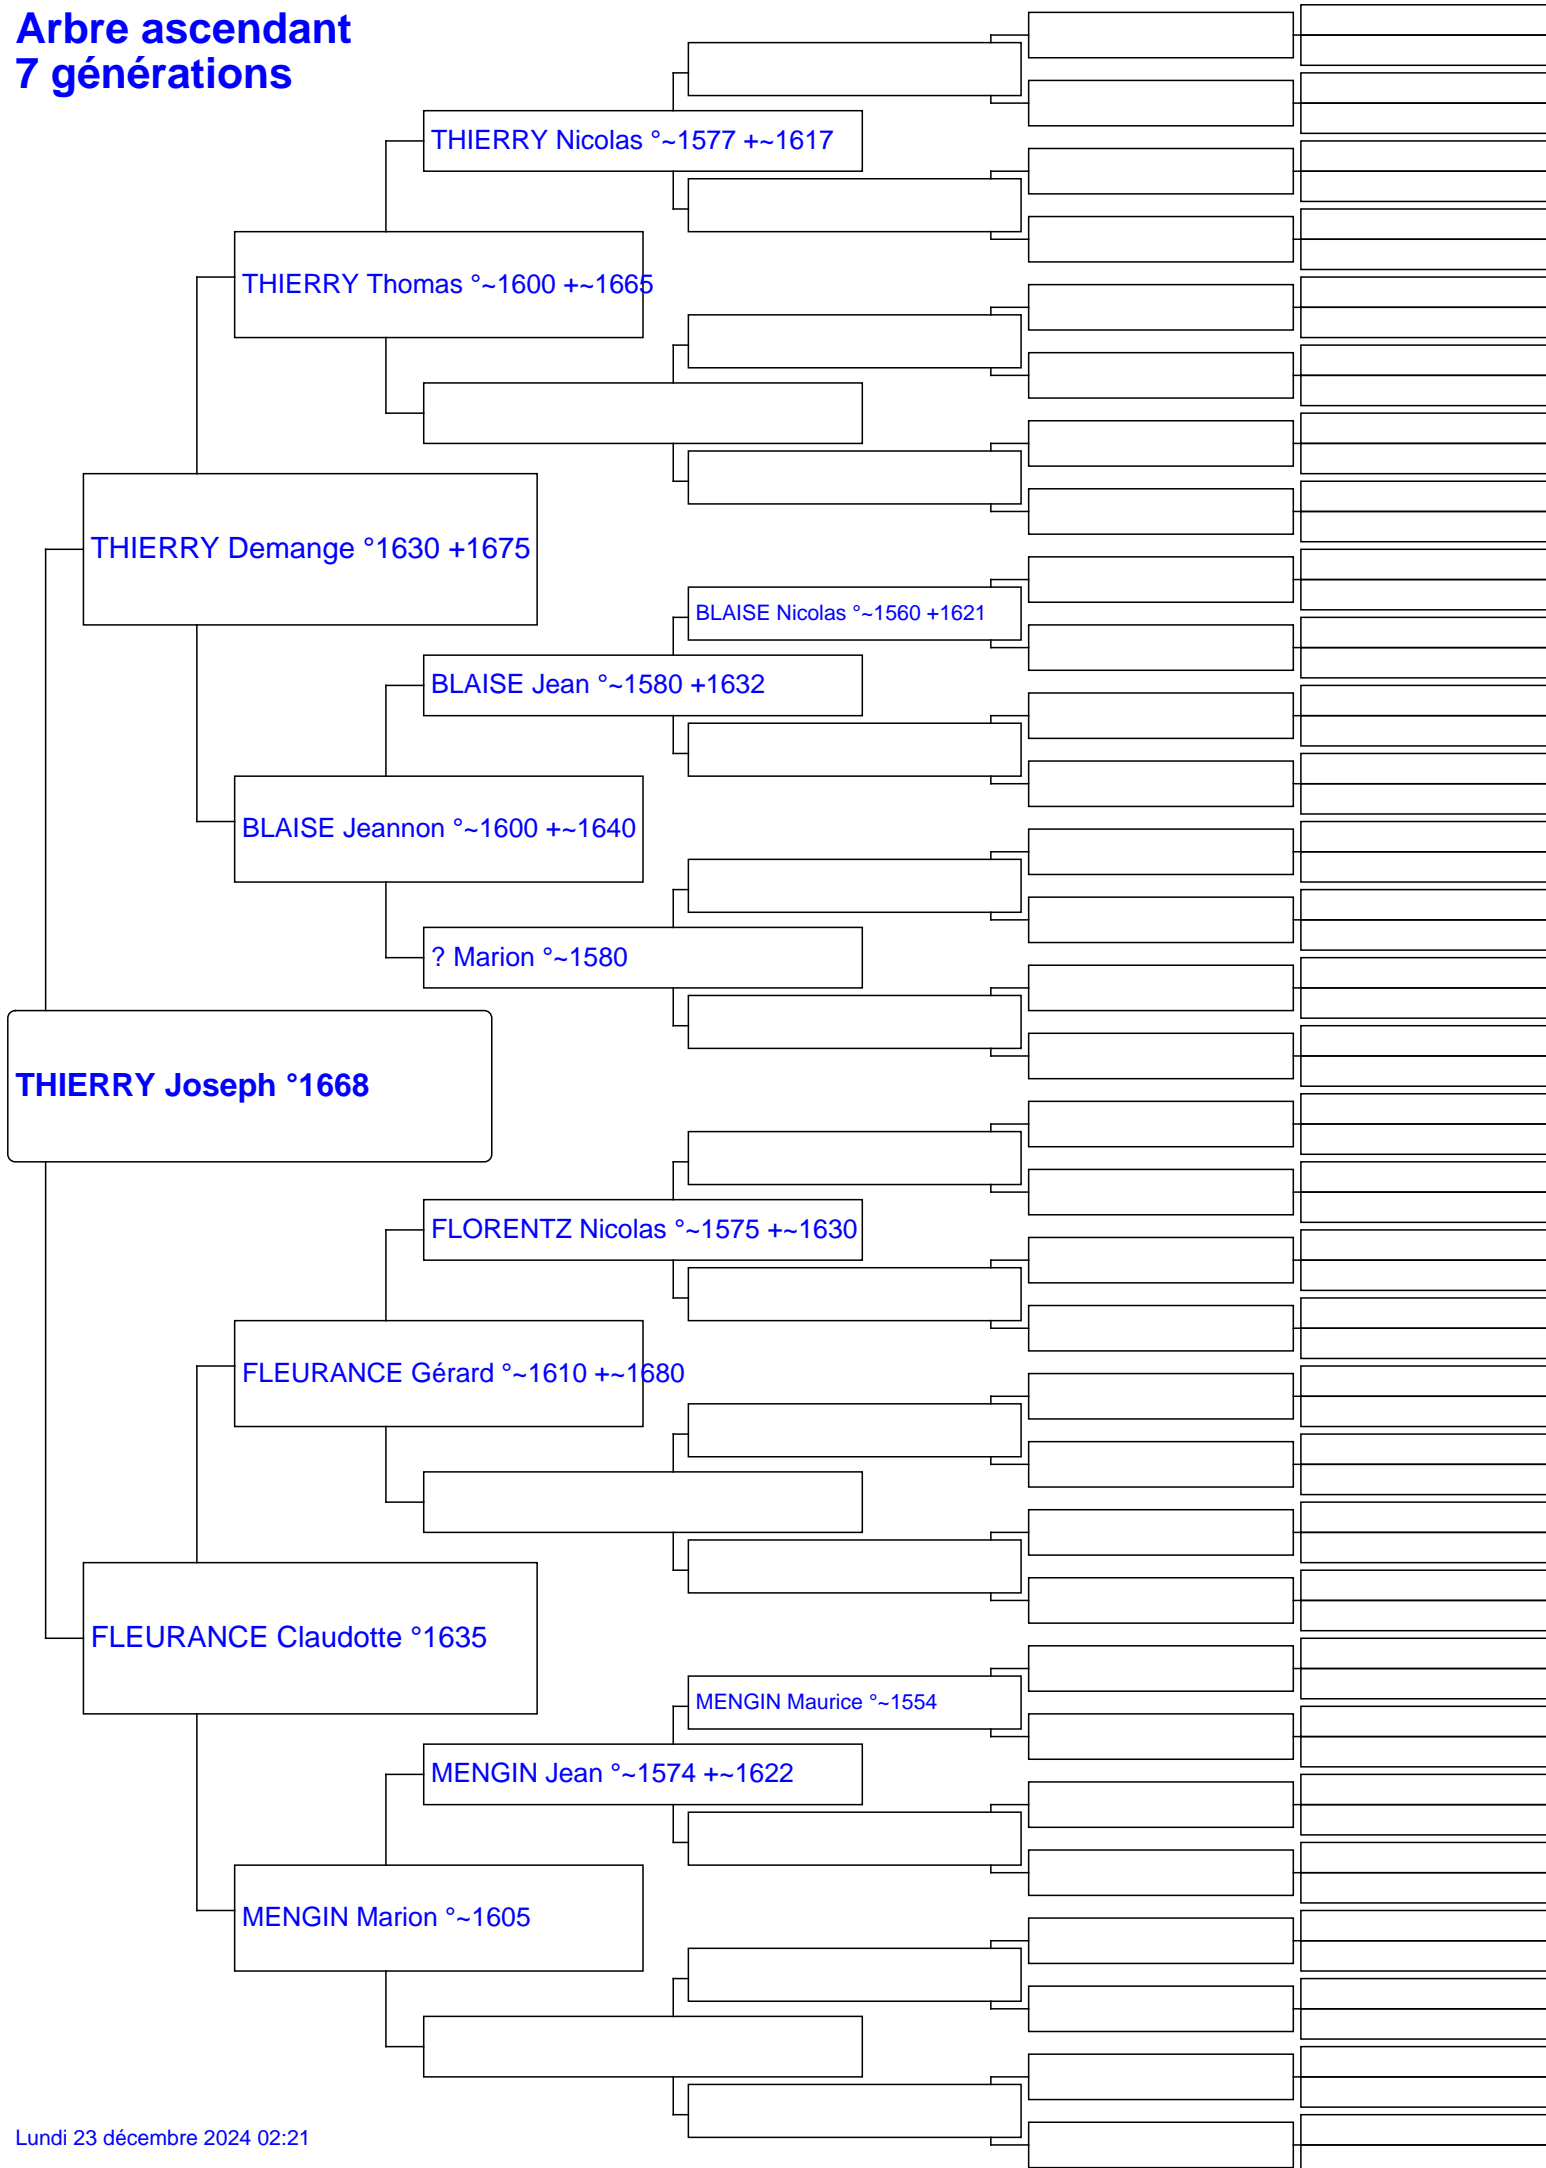 Arbre ascendant
7 générations
THIERRY Nicolas °~1577 +~1617
THIERRY Thomas °~1600 +~1665
THIERRY Demange °1630 +1675
BLAISE Nicolas °~1560 +1621
BLAISE Jean °~1580 +1632
BLAISE Jeannon °~1600 +~1640
? Marion °~1580
THIERRY Joseph °1668
FLORENTZ Nicolas °~1575 +~1630
FLEURANCE Gérard °~1610 +~1680
FLEURANCE Claudotte °1635
MENGIN Maurice °~1554
MENGIN Jean °~1574 +~1622
MENGIN Marion °~1605
Lundi 23 décembre 2024 02:21